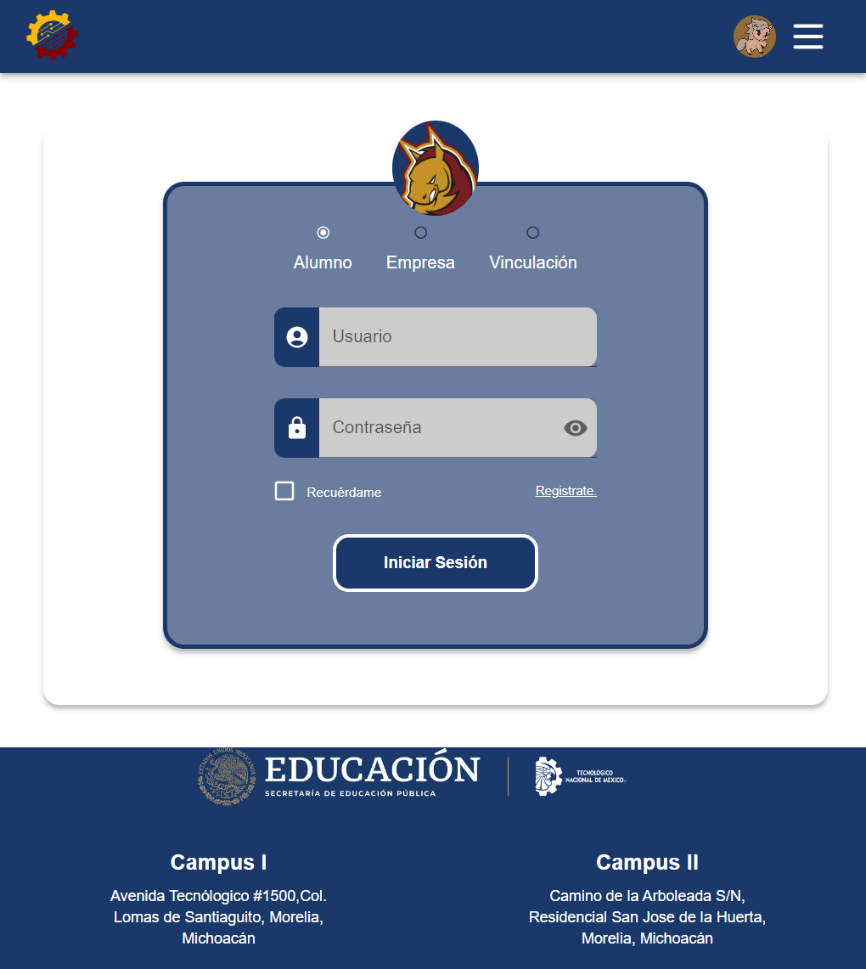 Alumno Empresa Vinculación
Usuario
Contraseña
Recuérdame Registrate.
Iniciar Sesión
EDUCACIÓN
SECRETARÍA DE EDUCACIÓN PÚBLICA
TECNOLÓGICO
NACIONAL DE MÉXICO
Campus I
Avenida Tecnólogico #1500,Col.
Lomas de Santiaguito, Morelia,
Michoacán
Campus II
Camino de la Arboleada S/N,
Residencial San Jose de la Huerta,
Morelia, Michoacán